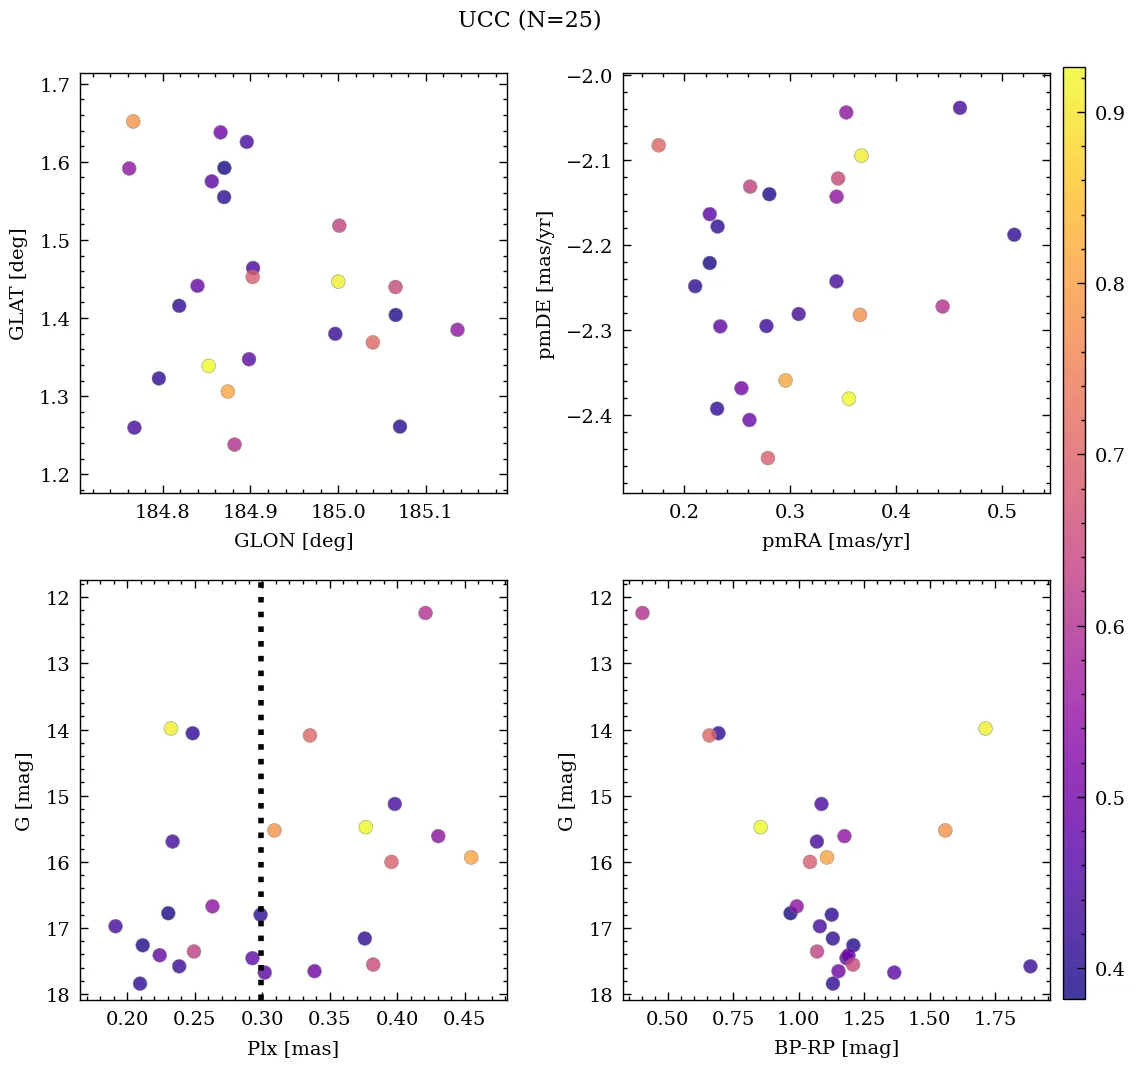 UCC (N=25)
1.7
1.6
1.5
1.4
1.3
1.2
GLAT [deg]
184.8 184.9 185.0 185.1
GLON [deg]
−2.0
−2.1
−2.2
−2.3
−2.4
pmDE [mas/yr]
0.2 0.3 0.4 0.5
pmRA [mas/yr]
12
13
14
15
16
17
18
G [mag]
0.20 0.25 0.30 0.35 0.40 0.45
Plx [mas]
12
13
14
15
16
17
18
G [mag]
0.50 0.75 1.00 1.25 1.50 1.75
BP-RP [mag]
0.9
0.8
0.7
0.6
0.5
0.4